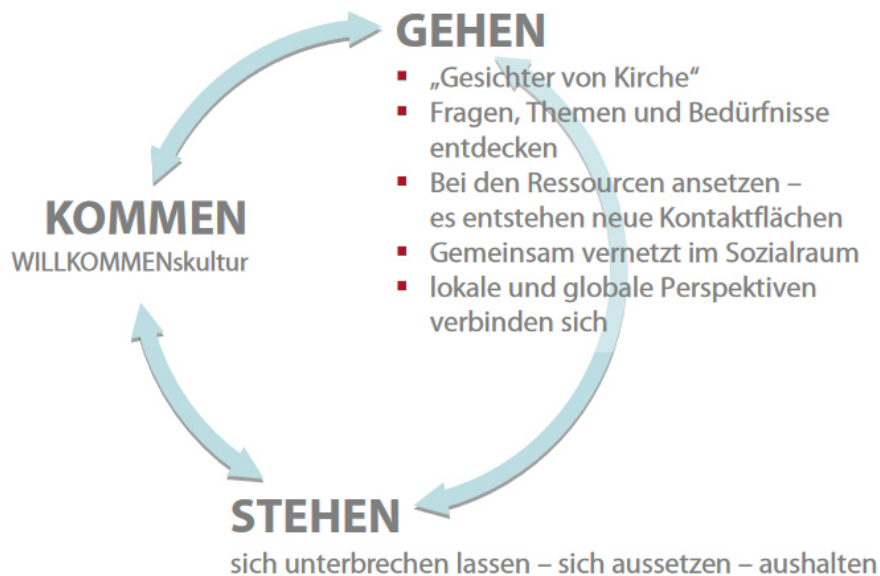 GEHEN
▪ „Gesichter von Kirche“
▪ Fragen, Themen und Bedürfnisse
entdecken
▪ Bei den Ressourcen ansetzen –
es entstehen neue Kontaktflächen
▪ Gemeinsam vernetzt im Sozialraum
▪ lokale und globale Perspektiven
verbinden sich
KOMMEN
WILLKOMMENskultur
STEHEN
sich unterbrechen lassen – sich aussetzen – aushalten